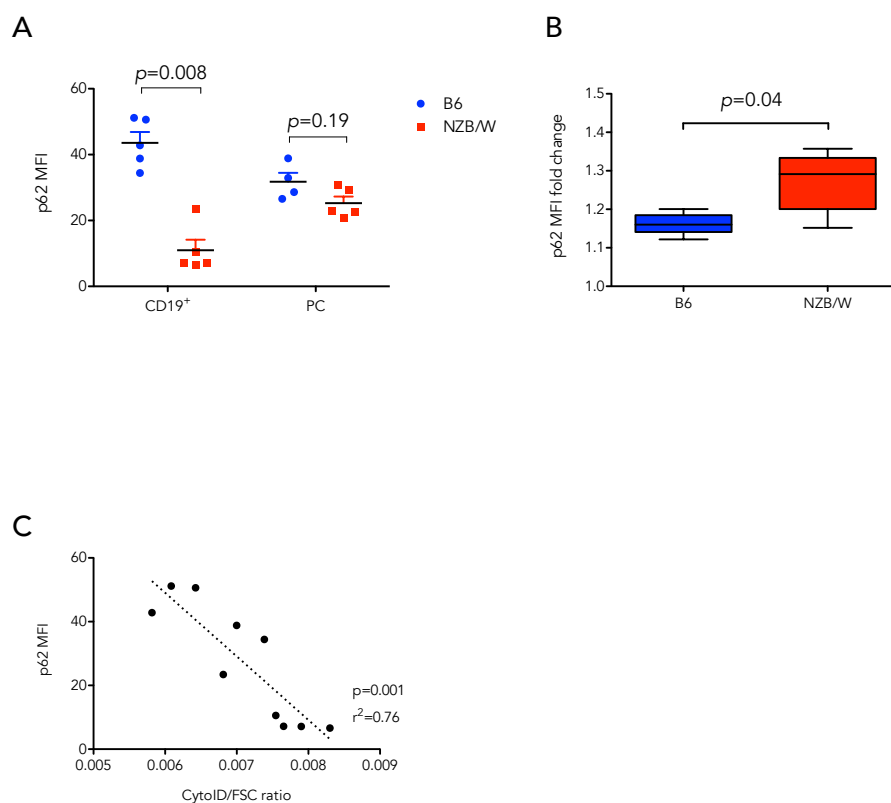 A
p=0.008
p=0.19
B6
NZB/W
p62 MFI
60
40
20
0
CD19+
PC
B
p=0.04
p62 MFI fold change
1.5
1.4
1.3
1.2
1.1
1.0
B6
NZB/W
C
p62 MFI
60
40
20
0
p=0.001
r²=0.76
0.005
0.006
0.007
0.008
0.009
CytoID/FSC ratio